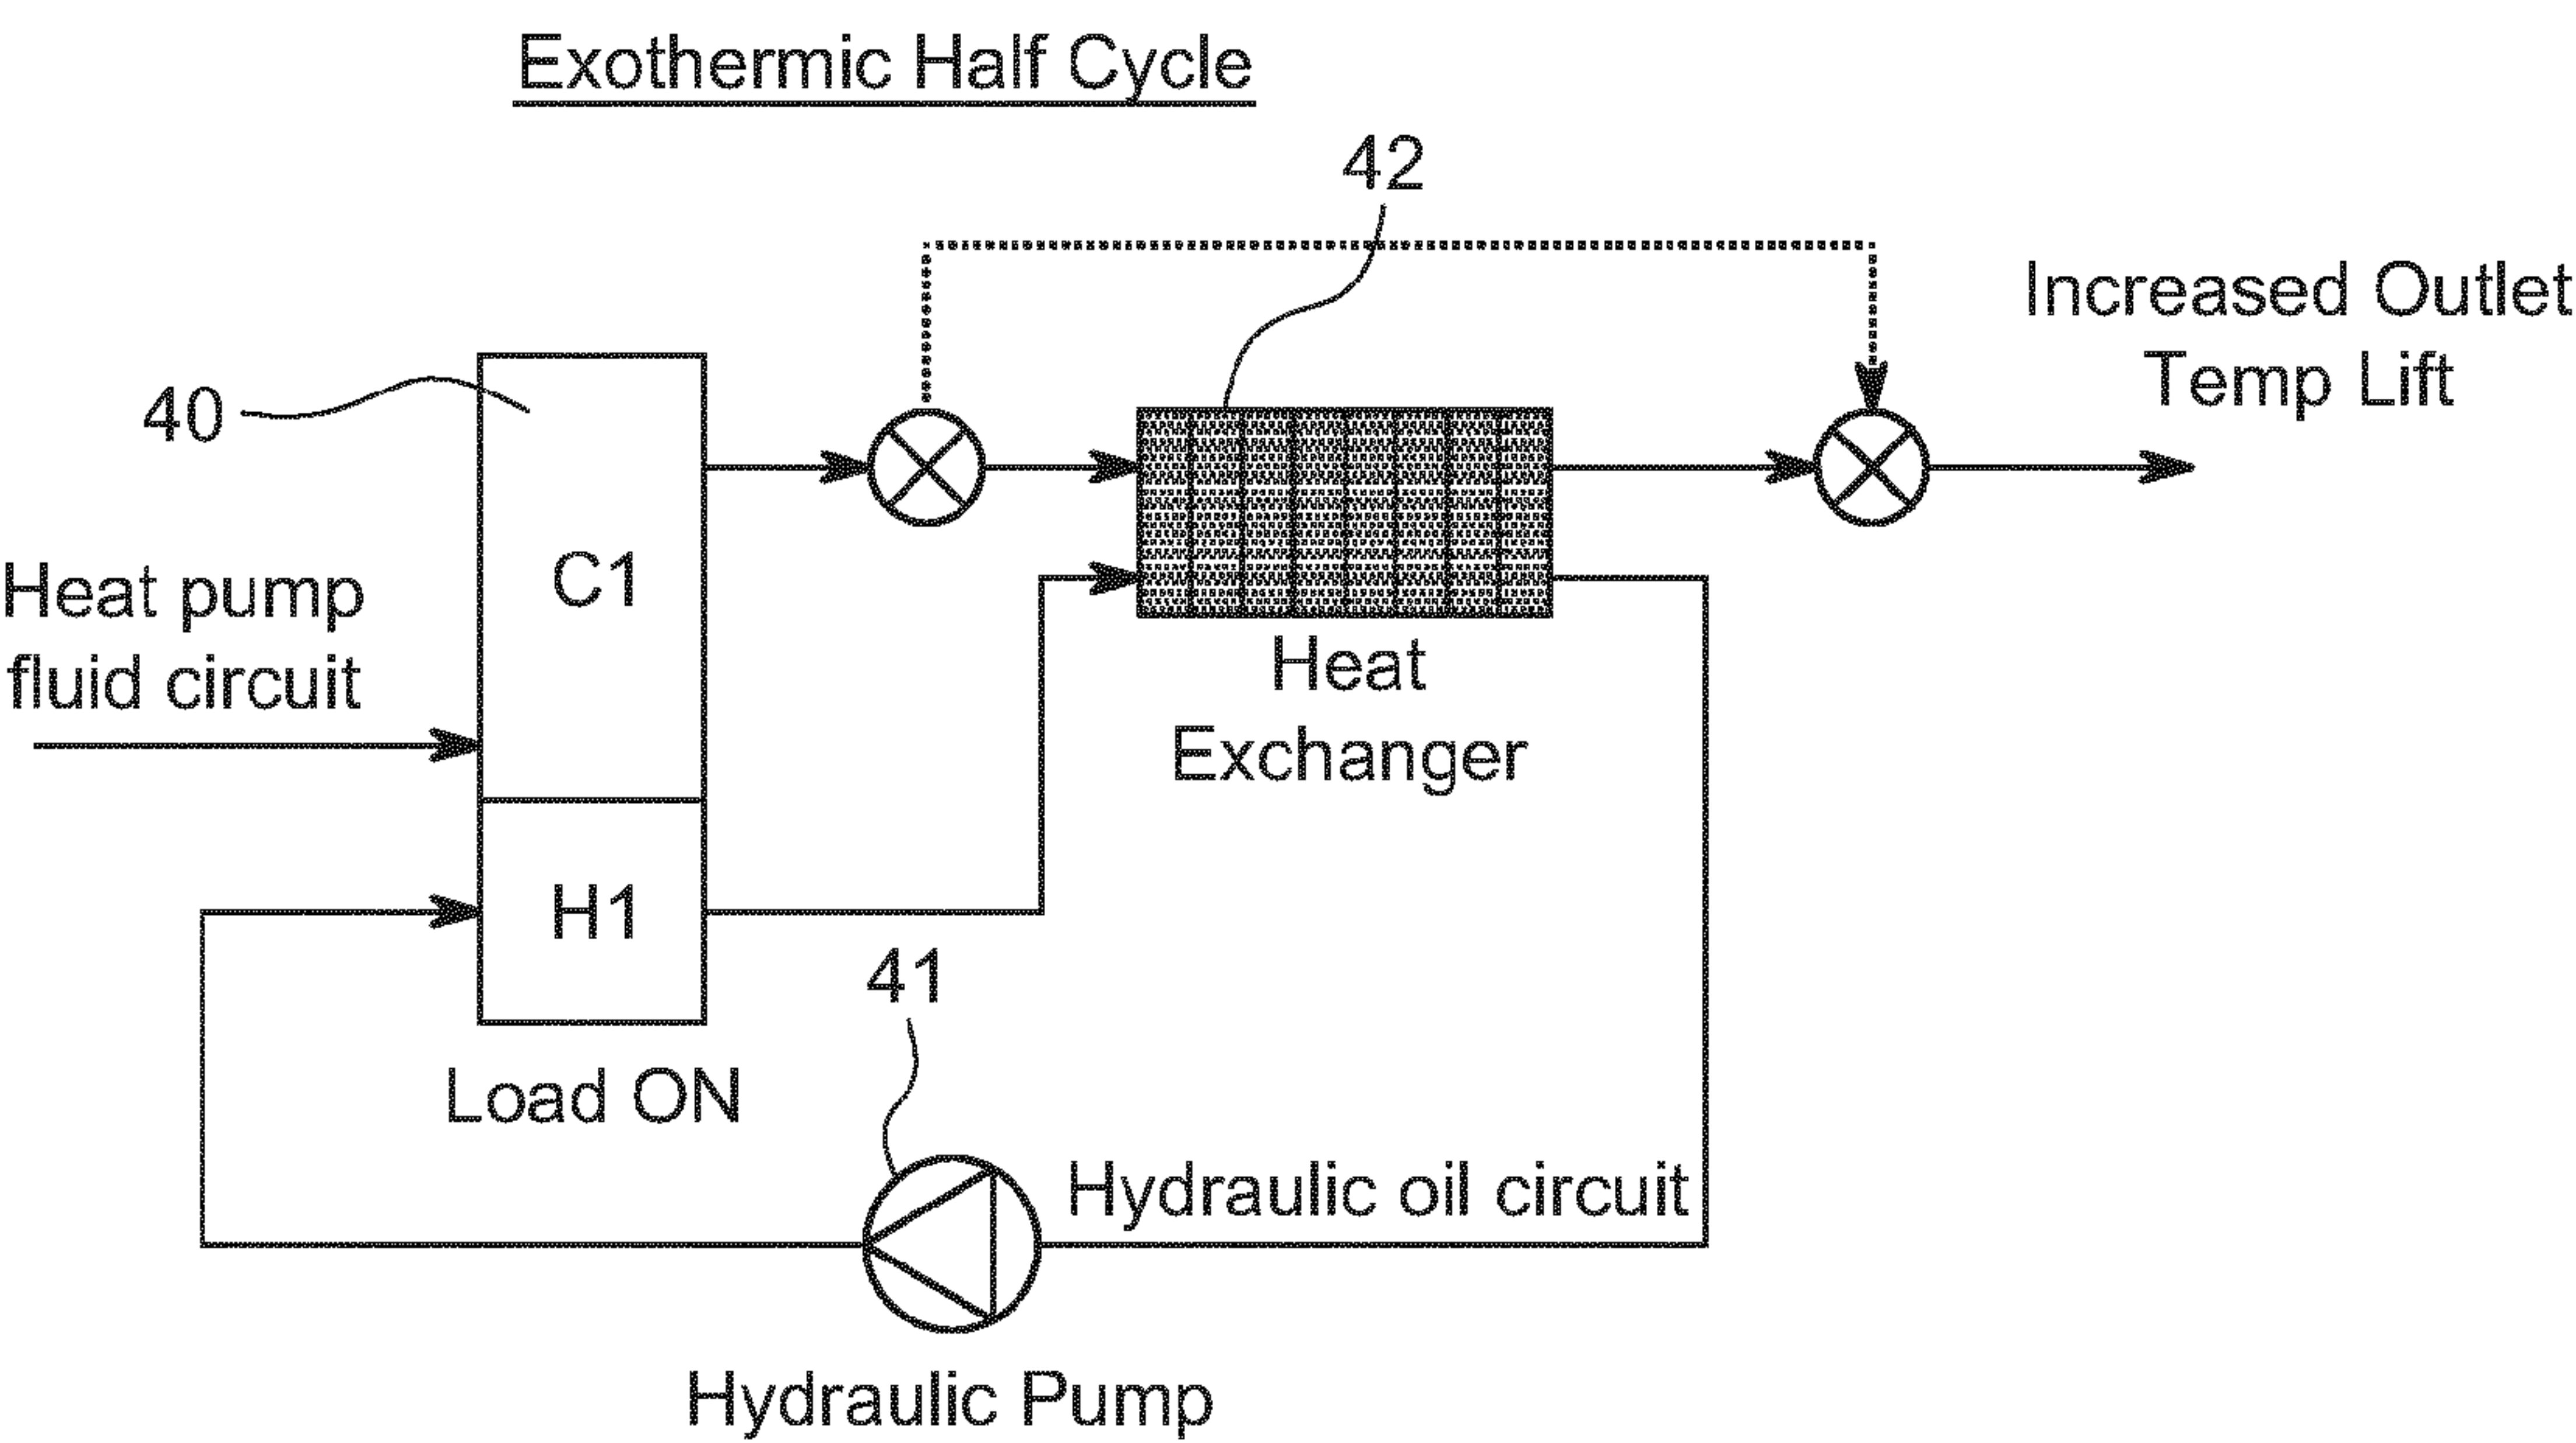 Exothermic Half Cycle
42
Increased Outlet
Temp Lift
40
C1
Heat pump
fluid circuit
Heat
Exchanger
H1
41
Load ON
Hydraulic oil circuit
Hydraulic Pump